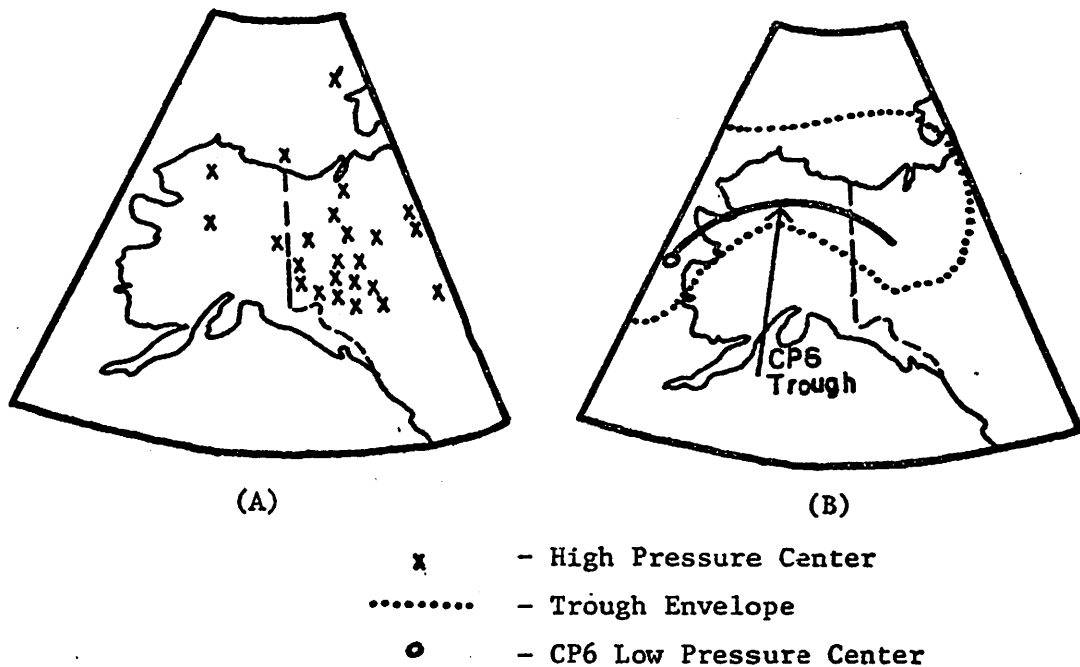 CP6
Trough
(A)
(B)
x - High Pressure Center
- Trough Envelope
- CP6 Low Pressure Center